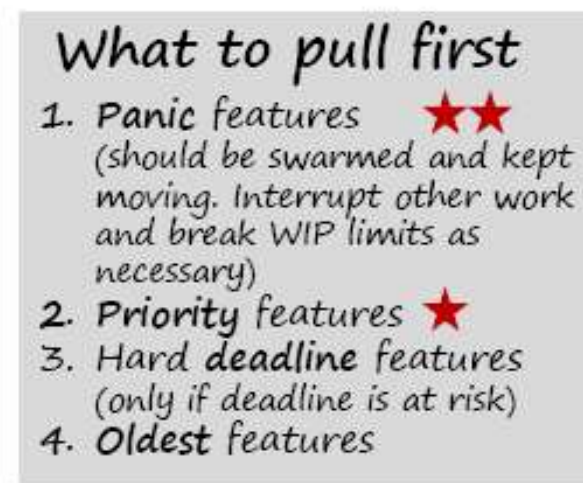 What to pull first
1. Panic features
(should be swarmed and kept
moving. Interrupt other work
and break WIP limits as
necessary)
2. Priority features
3. Hard deadline features
(only if deadline is at risk)
4. Oldest features